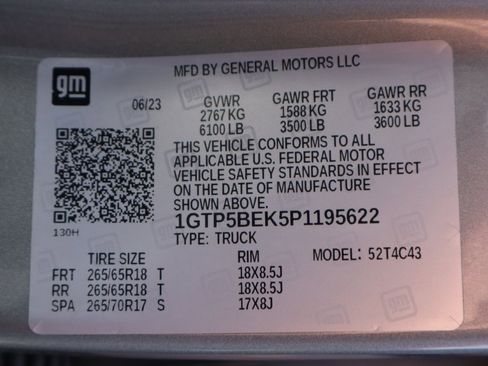 gm
MFD BY GENERAL MOTORS LLC
06/23 GVWR GAWR FRT GAWR RR
2767 KG 1588 KG 1633 KG
6100 LB 3500 LB 3600 LB
THIS VEHICLE CONFORMS TO ALL
APPLICABLE U.S. FEDERAL MOTOR
VEHICLE SAFETY STANDARDS IN EFFECT
ON THE DATE OF MANUFACTURE
SHOWN ABOVE.
130H
1GTP5BEK5P1195622
TYPE: TRUCK
TIRE SIZE RIM MODEL: 52T4C43
FRT 265/65R18 T 18X8.5J
RR 265/65R18 T 18X8.5J
SPA 265/70R17 S 17X8J